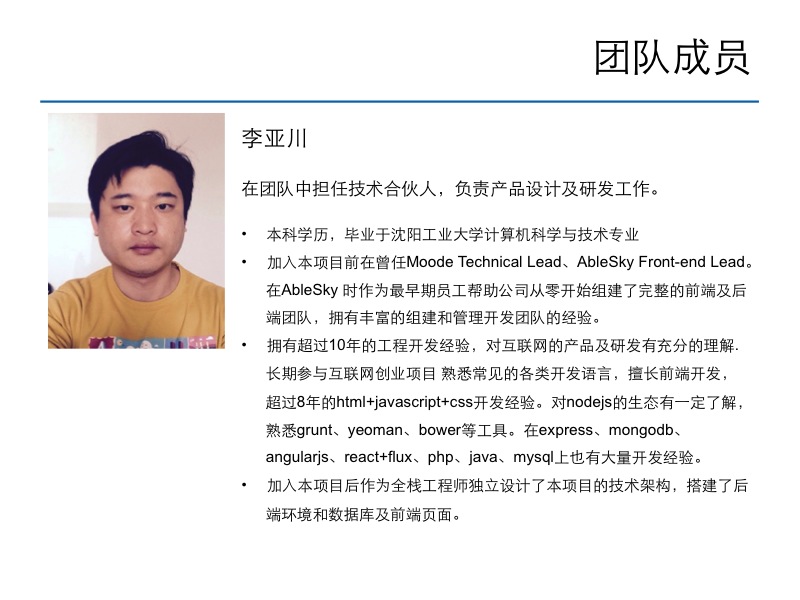 团队成员
李亚川
在团队中担任技术合伙人，负责产品设计及研发工作。
• 本科学历，毕业于沈阳工业大学计算机科学与技术专业
• 加入本项目前在曾任Moode Technical Lead、AbleSky Front-end Lead。
在AbleSky 时作为最早期员工帮助公司从零开始组建了完整的前端及后
端团队，拥有丰富的组建和管理开发团队的经验。
• 拥有超过10年的工程开发经验，对互联网的产品及研发有充分的理解.
长期参与互联网创业项目 熟悉常见的各类开发语言，擅长前端开发，
超过8年的html+javascript+css开发经验。对nodejs的生态有一定了解，
熟悉grunt、yeoman、bower等工具。在express、mongodb、
angularjs、react+flux、php、java、mysql上也有大量开发经验。
• 加入本项目后作为全栈工程师独立设计了本项目的技术架构，搭建了后
端环境和数据库及前端页面。